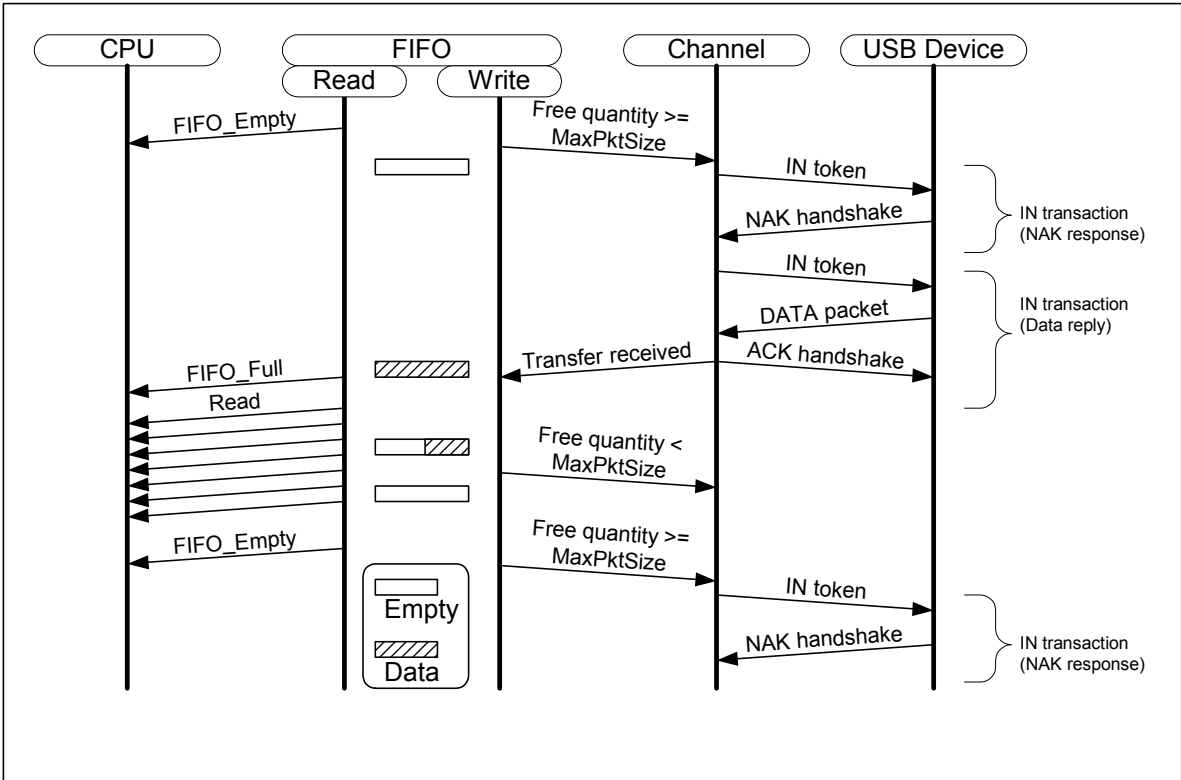 CPU
FIFO
Channel
USB Device
Read
Write
FIFO_Empty
Free quantity >=
MaxPktSize
IN token
NAK handshake
IN transaction
(NAK response)
IN token
DATA packet
IN transaction
(Data reply)
Transfer received
ACK handshake
FIFO_Full
Read
Free quantity <
MaxPktSize
FIFO_Empty
Free quantity >=
MaxPktSize
IN token
Empty
NAK handshake
IN transaction
(NAK response)
Data